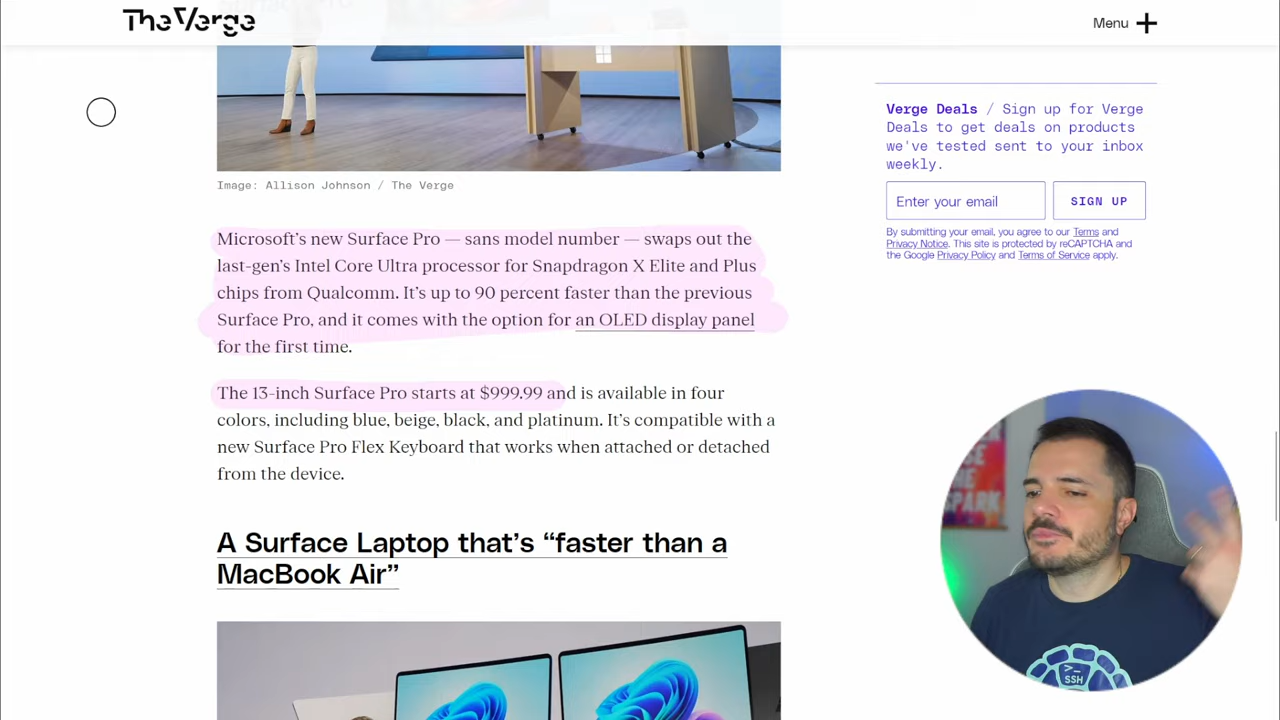 The Verge
Menu
Image: Allison Johnson / The Verge
Microsoft's new Surface Pro — sans model number — swaps out the
last-gen's Intel Core Ultra processor for Snapdragon X Elite and Plus
chips from Qualcomm. It's up to 90 percent faster than the previous
Surface Pro, and it comes with the option for an OLED display panel
for the first time.
The 13-inch Surface Pro starts at $999.99 and is available in four
colors, including blue, beige, black, and platinum. It's compatible with a
new Surface Pro Flex Keyboard that works when attached or detached
from the device.
A Surface Laptop that's “faster than a
MacBook Air”
Verge Deals / Sign up for Verge
Deals to get deals on products
we've tested sent to your inbox
weekly.
Enter your email
SIGN UP
By submitting your email, you agree to our Terms and
Privacy Notice. This site is protected by reCAPTCHA and
the Google Privacy Policy and Terms of Service apply.
SPARK
>_
SSH